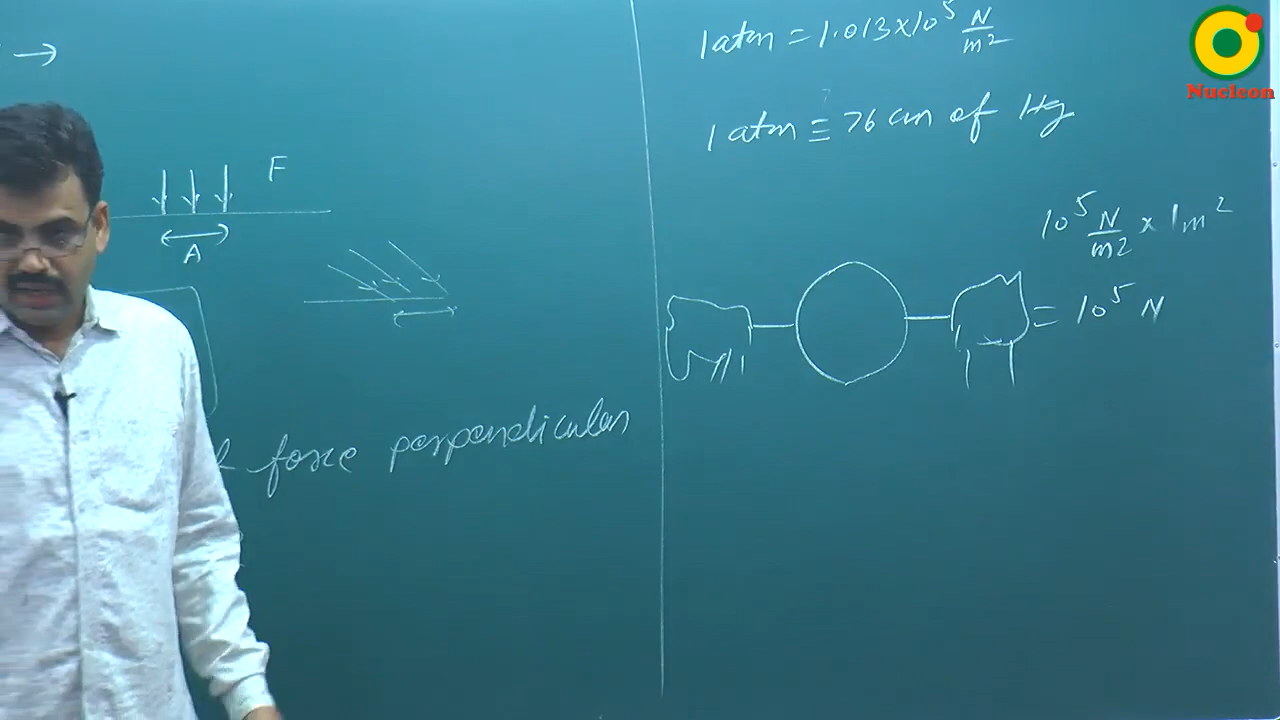 F
A
force perpendicular
1 atm = 1.013×10⁵ N/m²
1 atm ≡ 76 cm of Hg
10⁵ N/m² × 1m²
= 10⁵ N
Nucleon